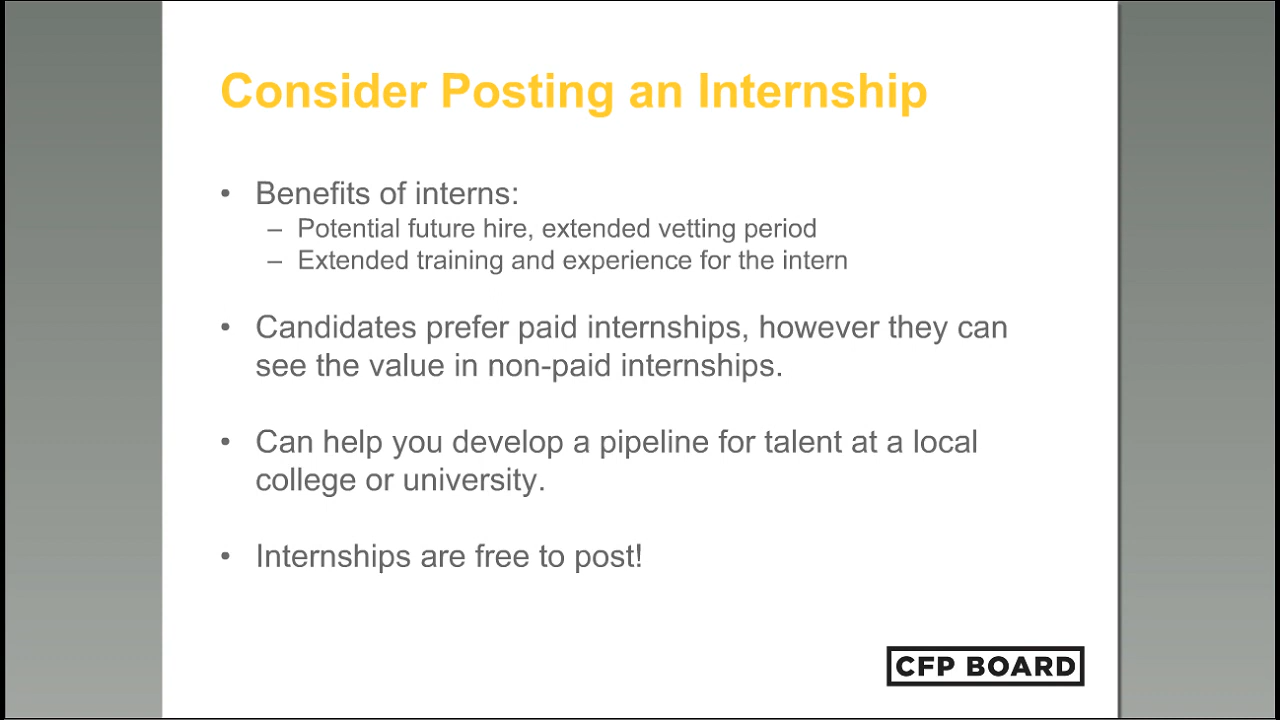 Consider Posting an Internship
• Benefits of interns:
– Potential future hire, extended vetting period
– Extended training and experience for the intern
• Candidates prefer paid internships, however they can
see the value in non-paid internships.
• Can help you develop a pipeline for talent at a local
college or university.
• Internships are free to post!
CFP BOARD